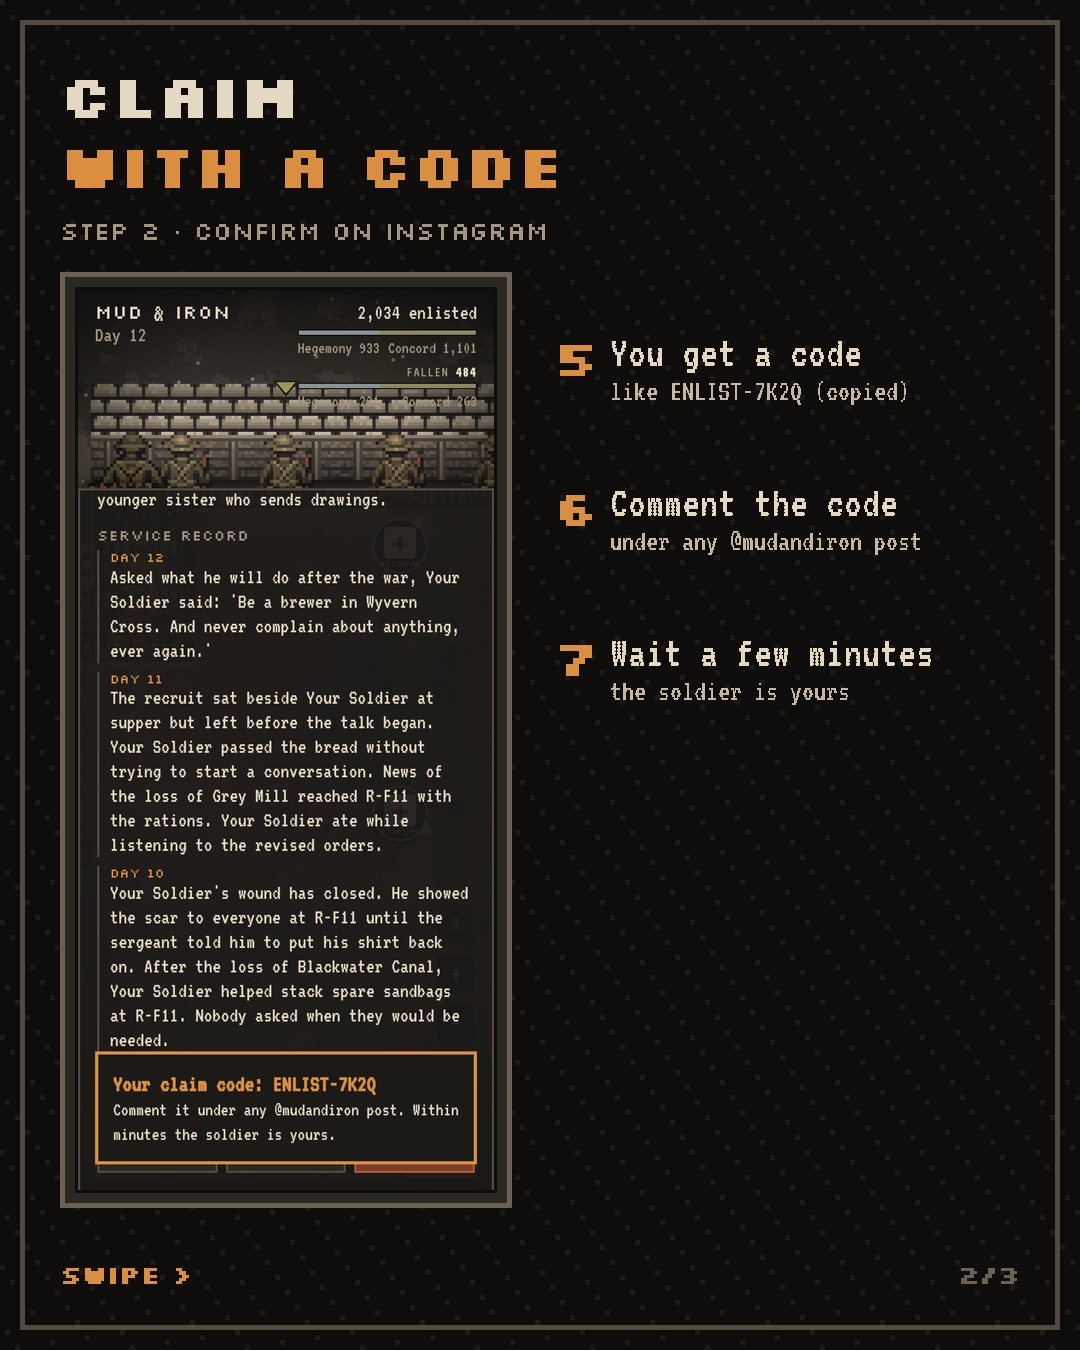 CLAIM
WITH A CODE
STEP 2 · CONFIRM ON INSTAGRAM
MUD & IRON
2,034 enlisted
Day 12
Hegemony 933 Concord 1,101
FALLEN 484
Hegemony Concord 263
younger sister who sends drawings.
SERVICE RECORD
DAY 12
Asked what he will do after the war, Your
Soldier said: 'Be a brewer in Wyvern
Cross. And never complain about anything,
ever again.'
DAY 11
The recruit sat beside Your Soldier at
supper but left before the talk began.
Your Soldier passed the bread without
trying to start a conversation. News of
the loss of Grey Mill reached R-F11 with
the rations. Your Soldier ate while
listening to the revised orders.
DAY 10
Your Soldier's wound has closed. He showed
the scar to everyone at R-F11 until the
sergeant told him to put his shirt back
on. After the loss of Blackwater Canal,
Your Soldier helped stack spare sandbags
at R-F11. Nobody asked when they would be
needed.
Your claim code: ENLIST-7K2Q
Comment it under any @mudandiron post. Within
minutes the soldier is yours.
5 You get a code
like ENLIST-7K2Q (copied)
6 Comment the code
under any @mudandiron post
7 Wait a few minutes
the soldier is yours
SWIPE >
2/3